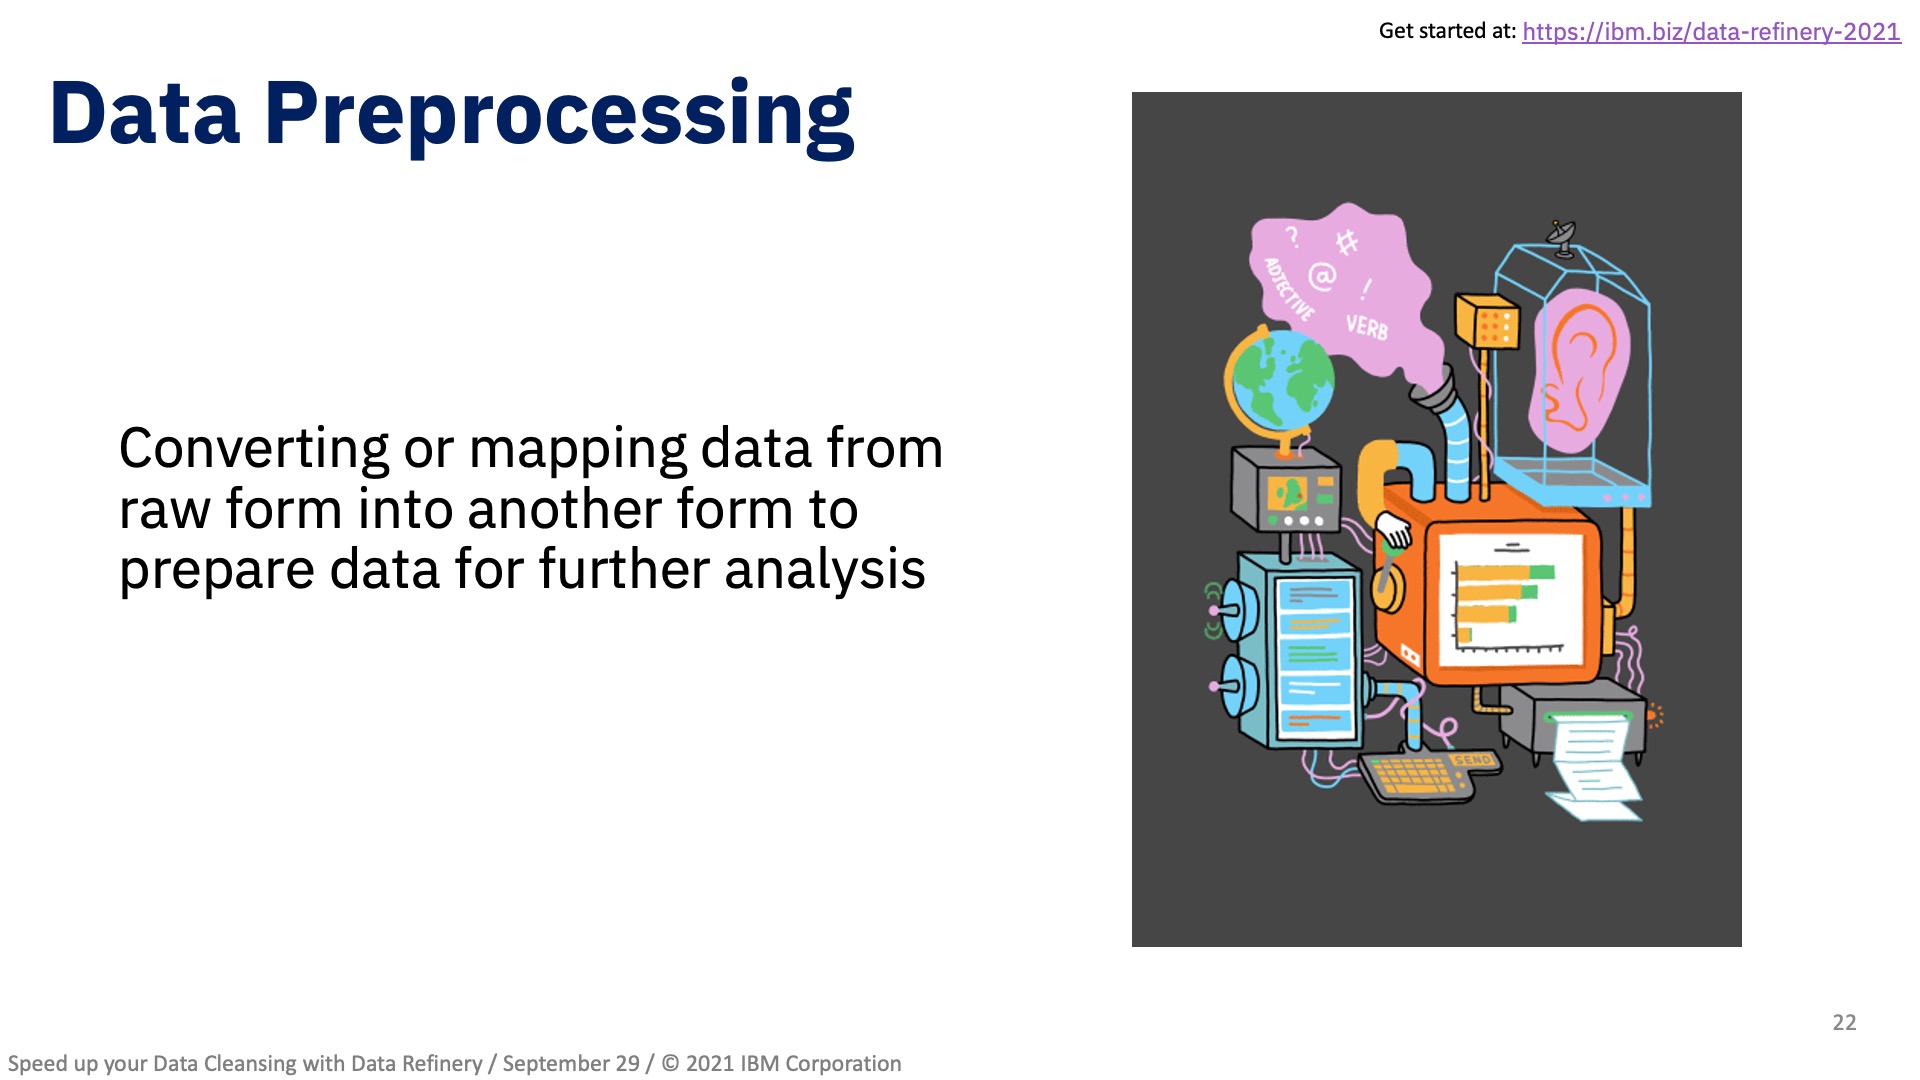 Get started at: https://ibm.biz/data-refinery-2021
Data Preprocessing
Converting or mapping data from
raw form into another form to
prepare data for further analysis
?
#
@
!
ADJECTIVE
VERB
SEND
22
Speed up your Data Cleansing with Data Refinery / September 29 / © 2021 IBM Corporation